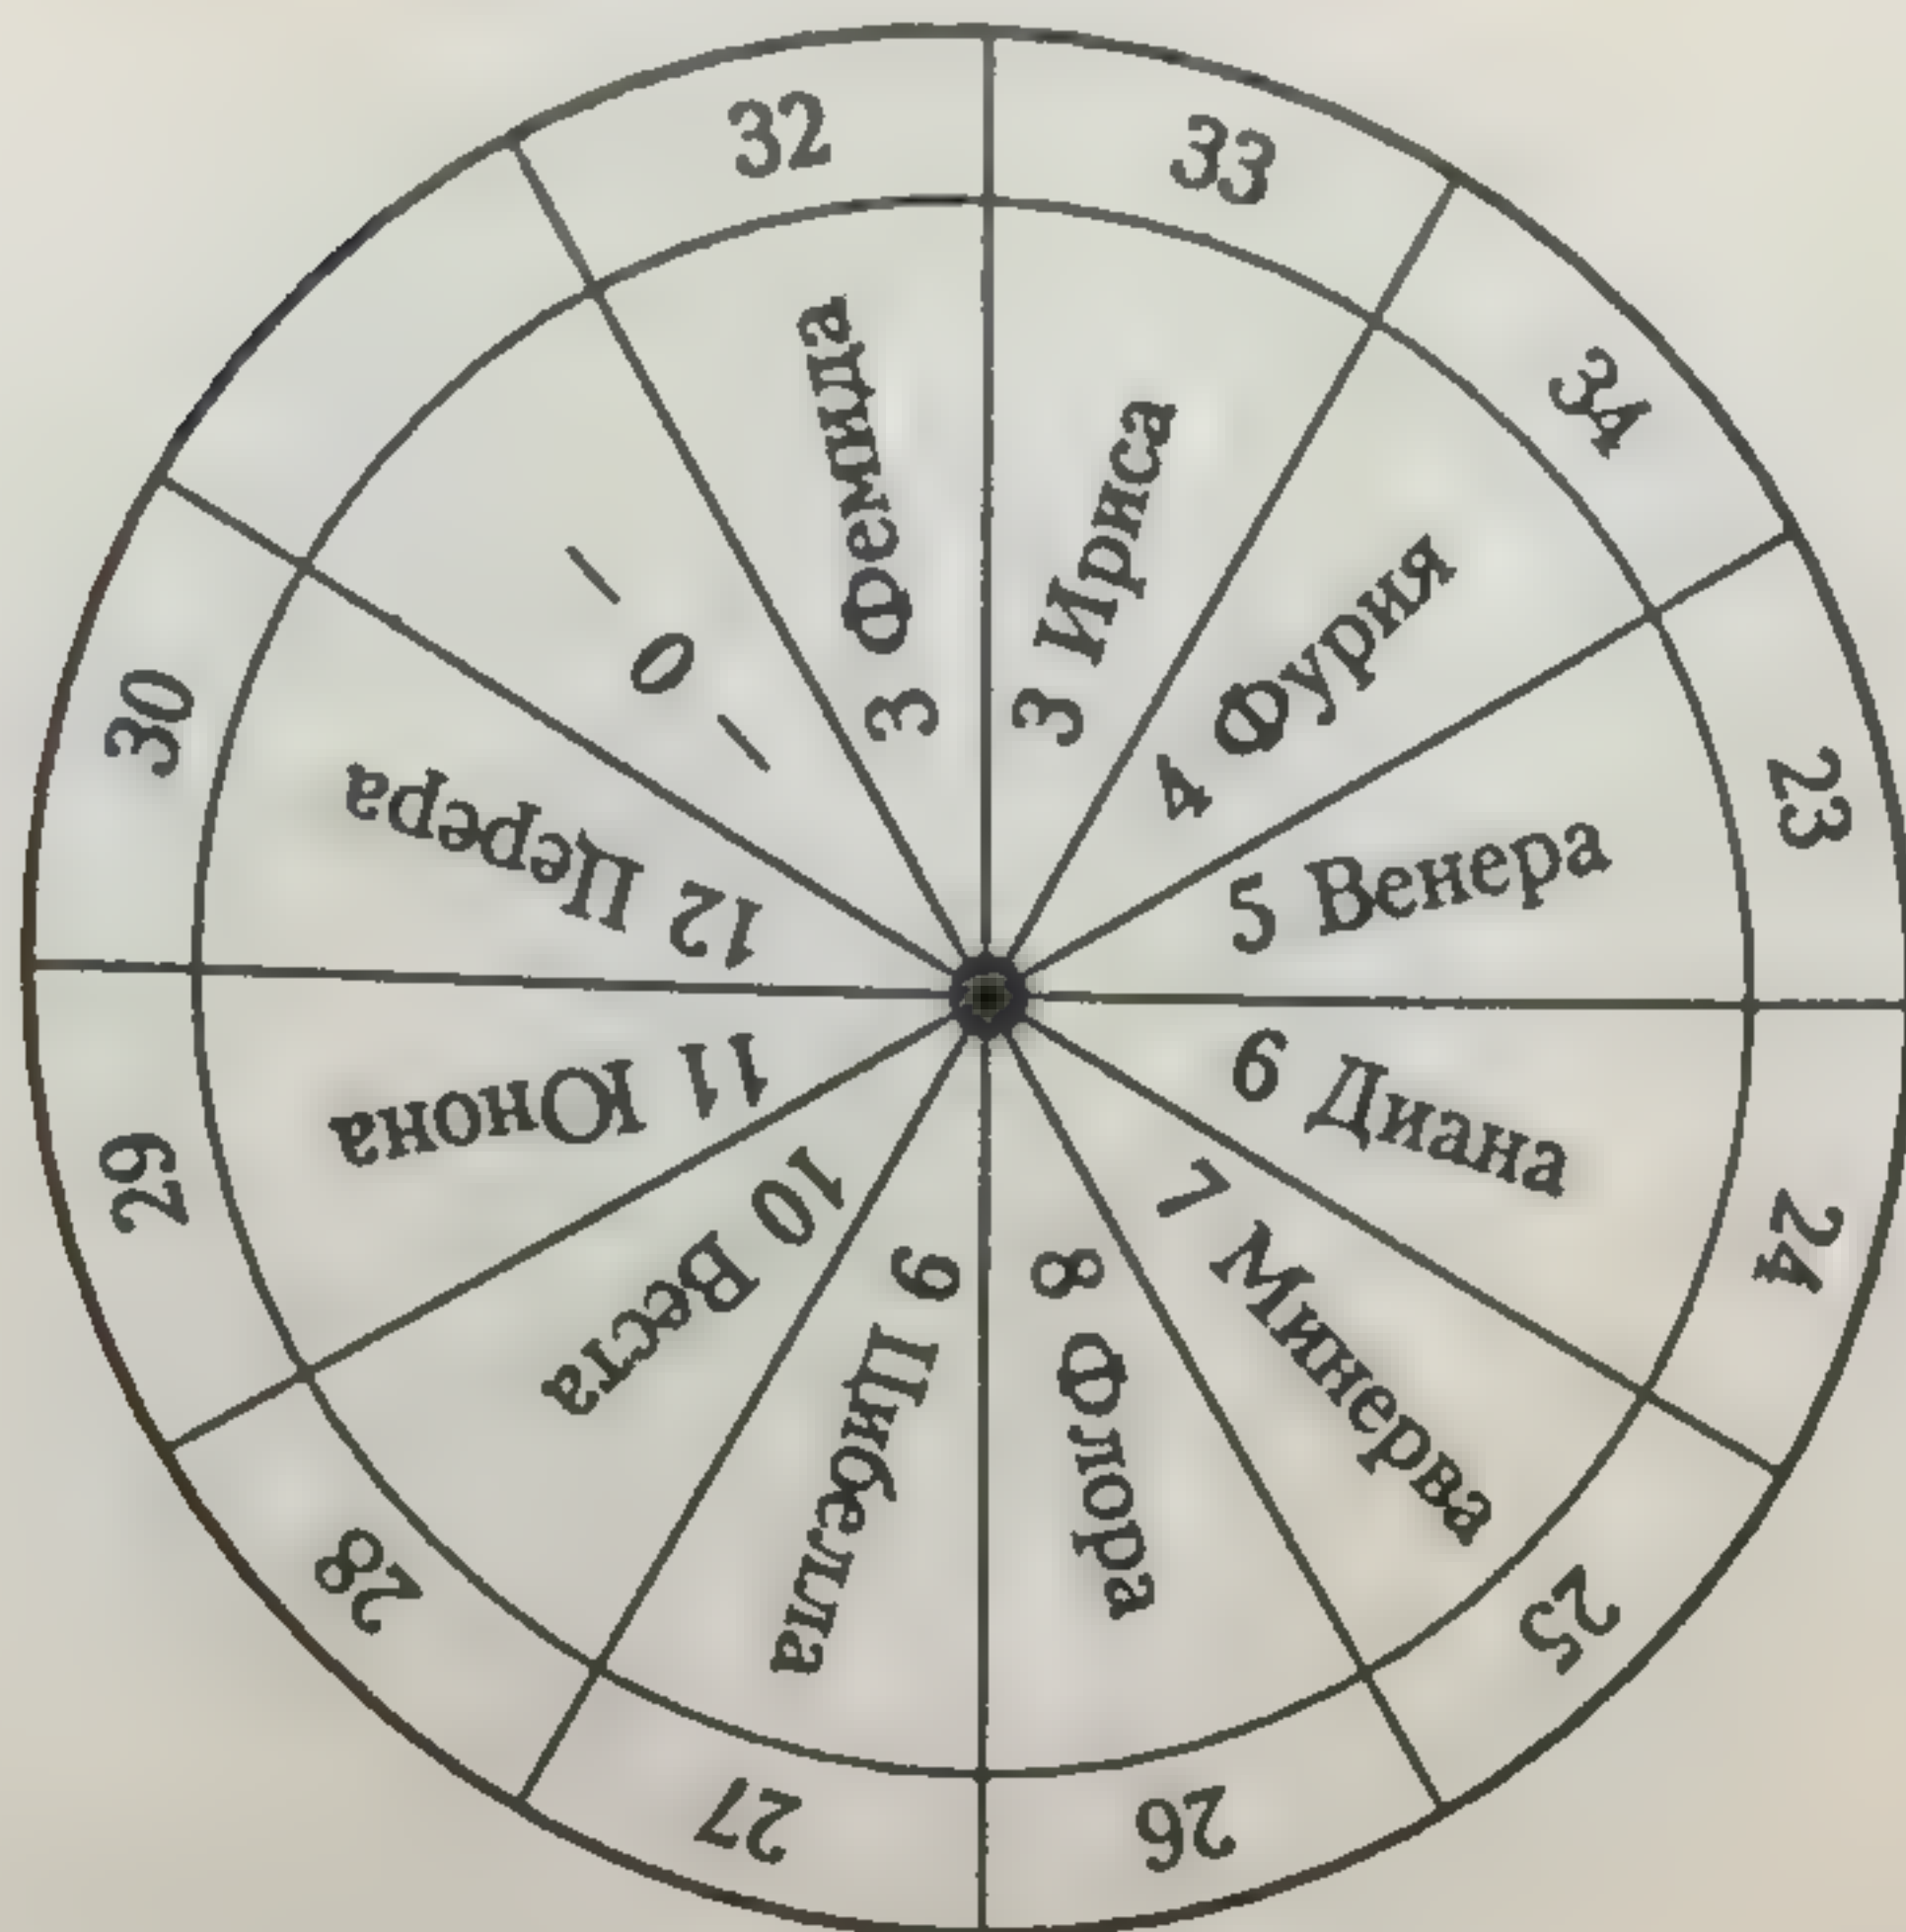 32
3 Фемида
33
3 Ириса
34
4 Фурия
23
5 Венера
24
6 Диана
25
7 Минерва
26
8 Флора
27
9 Цибелла
28
10 Веста
29
11 Юнона
30
12 Церера
— 0 —